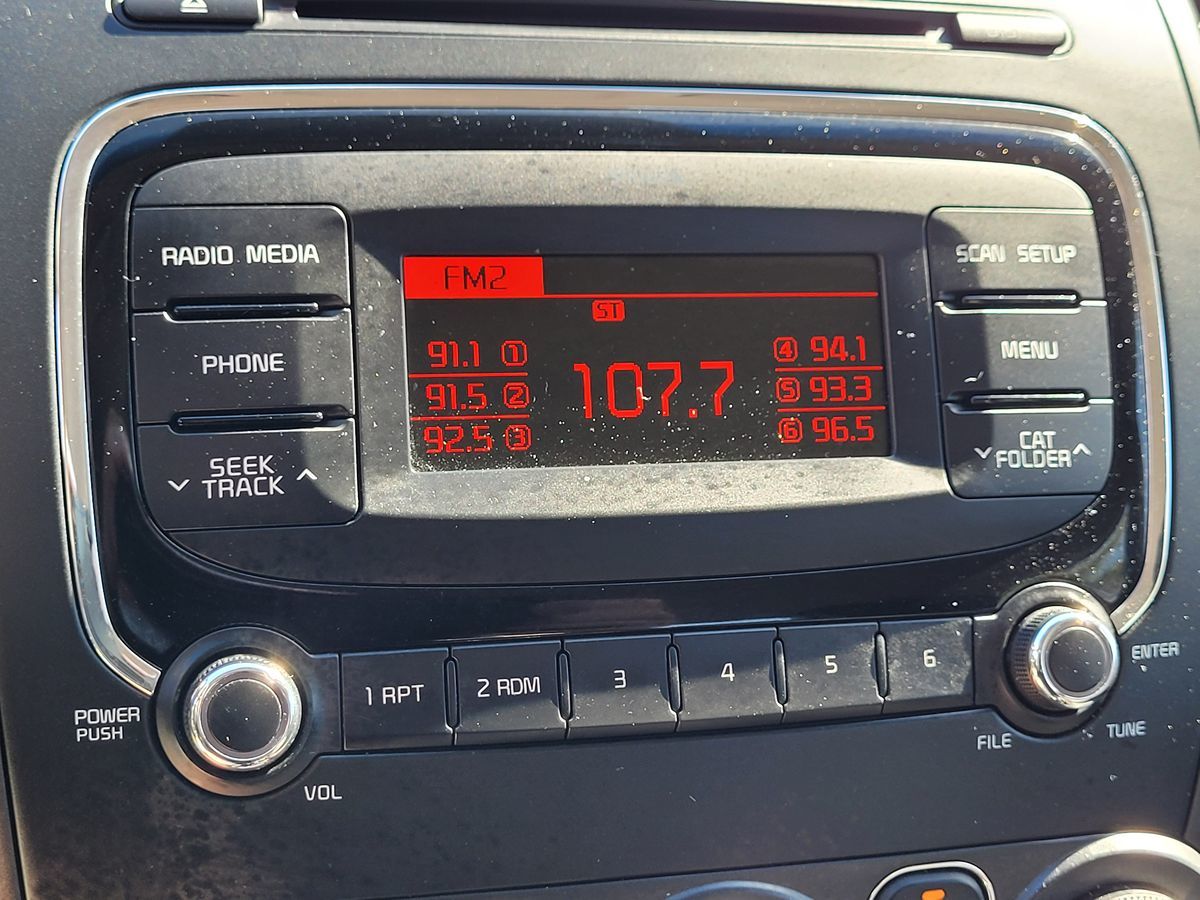 RADIO MEDIA
PHONE
SEEK
TRACK
FM2
ST
91.1 1
91.5 2
92.5 3
107.7
4 94.1
5 93.3
6 96.5
SCAN SETUP
MENU
CAT
FOLDER
1 RPT
2 RDM
3
4
5
6
POWER
PUSH
VOL
ENTER
FILE
TUNE